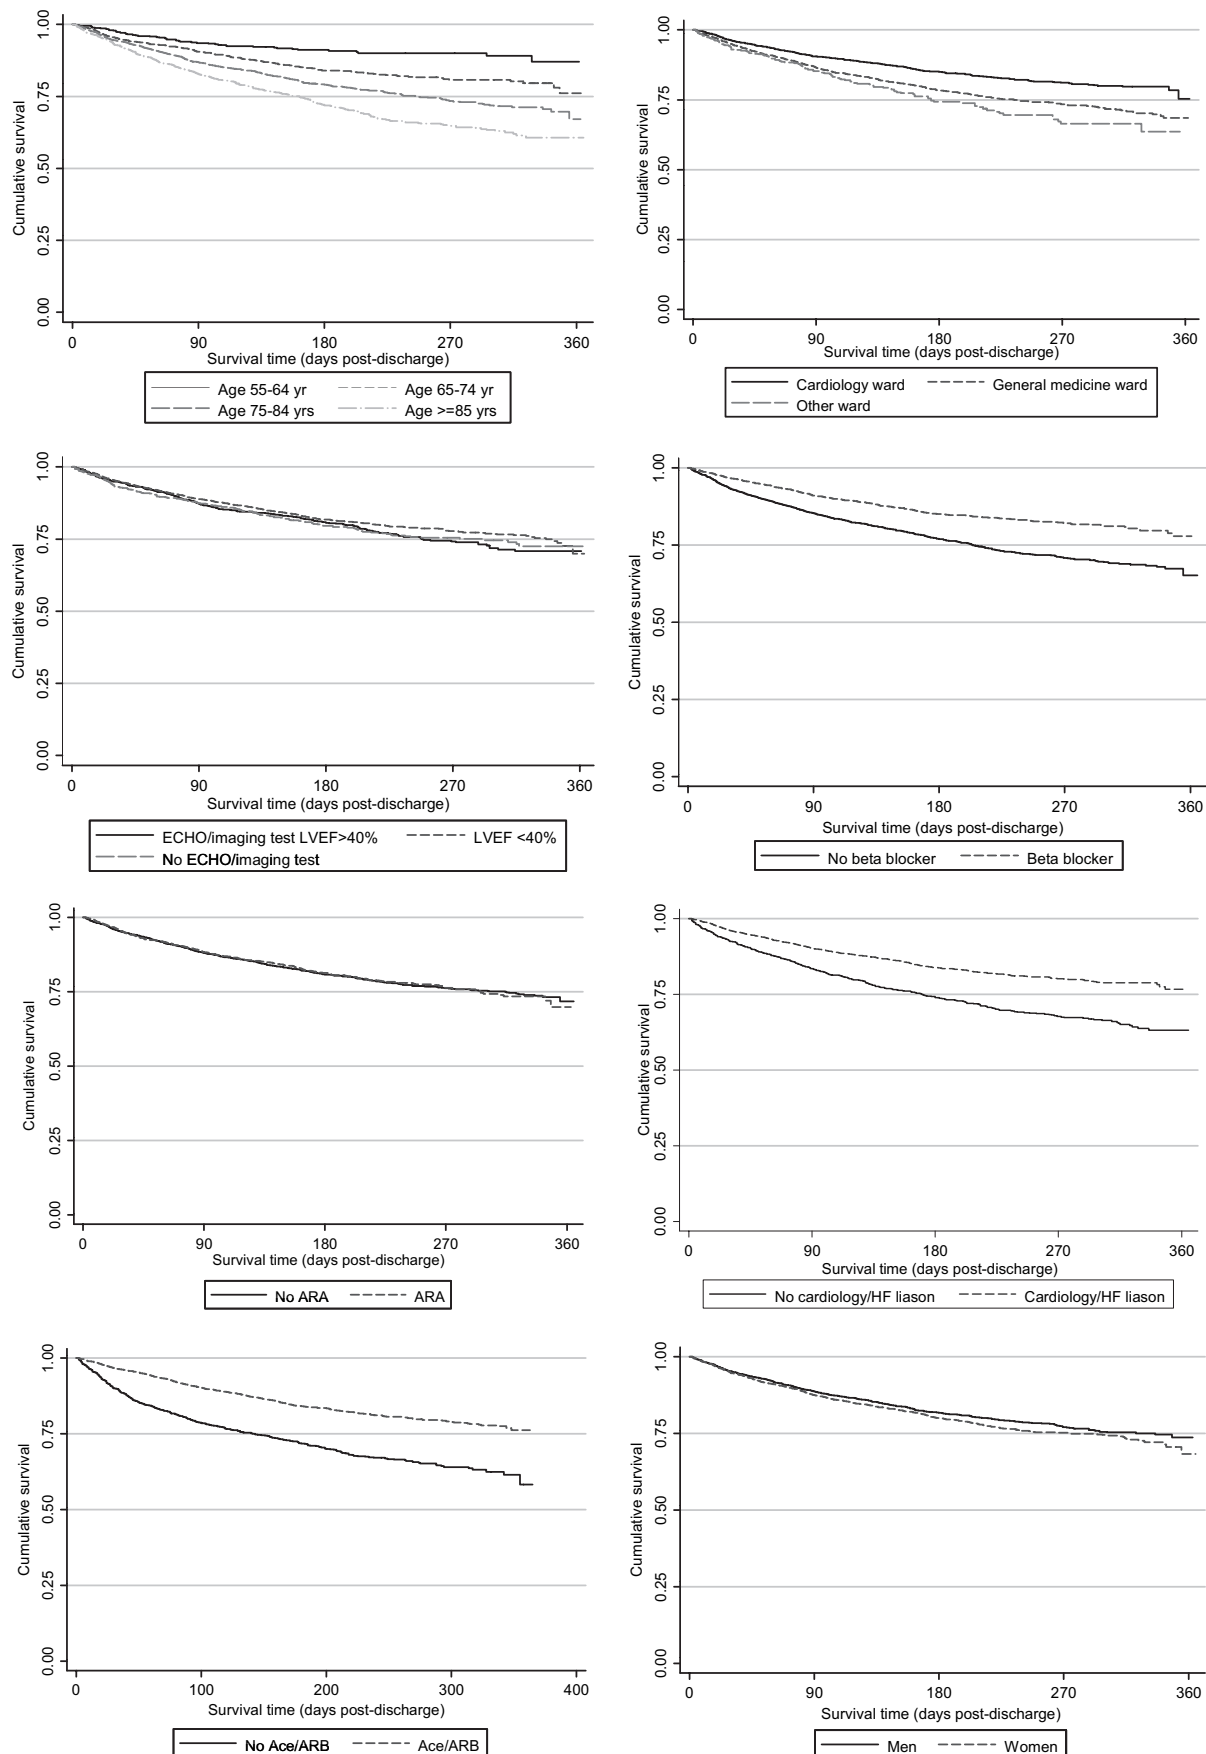 1.00
0.75
0.50
0.25
0.00
Cumulative survival
0 90 180 270 360
Survival time (days post-discharge)
Age 55-64 yr Age 65-74 yr
Age 75-84 yrs Age >=85 yrs
1.00
0.75
0.50
0.25
0.00
Cumulative survival
0 90 180 270 360
Survival time (days post-discharge)
Cardiology ward General medicine ward
Other ward
1.00
0.75
0.50
0.25
0.00
Cumulative survival
0 90 180 270 360
Survival time (days post-discharge)
ECHO/imaging test LVEF>40% LVEF <40%
No ECHO/imaging test
1.00
0.75
0.50
0.25
0.00
Cumulative survival
0 90 180 270 360
Survival time (days post-discharge)
No beta blocker Beta blocker
1.00
0.75
0.50
0.25
0.00
Cumulative survival
0 90 180 270 360
Survival time (days post-discharge)
No ARA ARA
1.00
0.75
0.50
0.25
0.00
Cumulative survival
0 90 180 270 360
Survival time (days post-discharge)
No cardiology/HF liason Cardiology/HF liason
1.00
0.75
0.50
0.25
0.00
Cumulative survival
0 100 200 300 400
Survival time (days post-discharge)
No Ace/ARB Ace/ARB
1.00
0.75
0.50
0.25
0.00
Cumulative survival
0 90 180 270 360
Survival time (days post-discharge)
Men Women